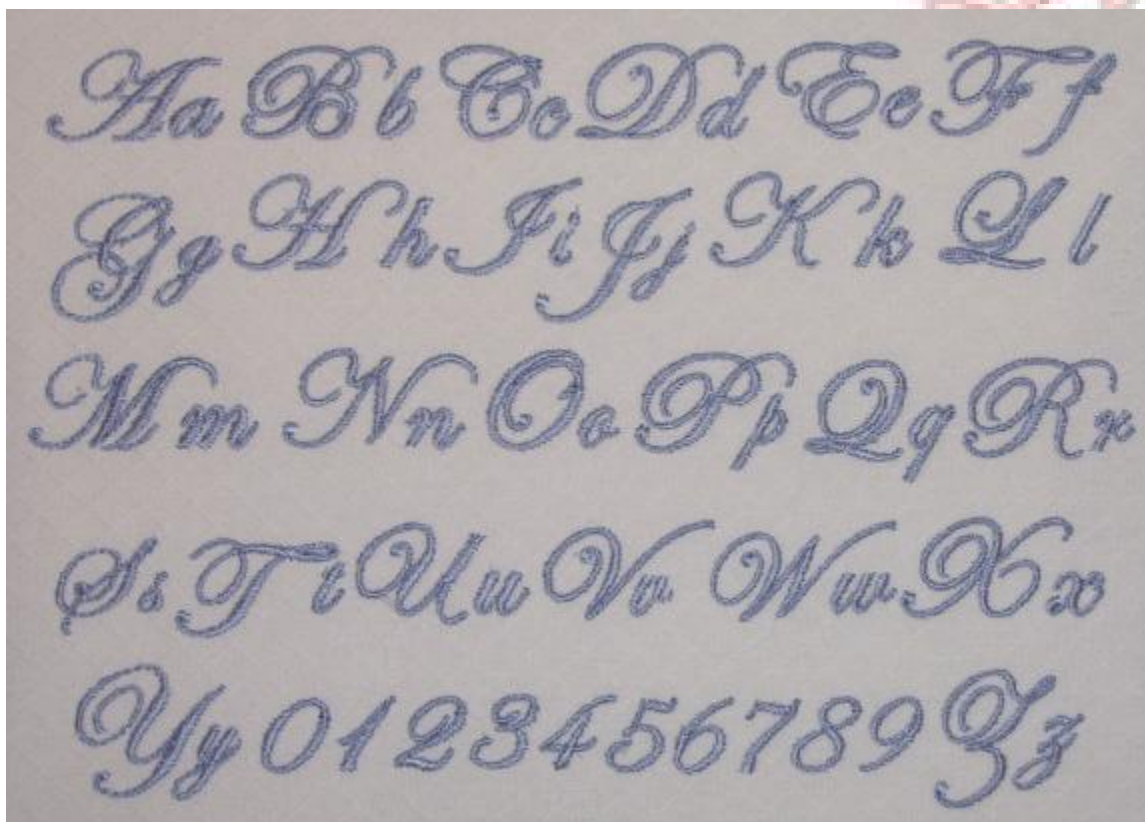 Aa Bb Cc Dd Ee Ff
Gg Hh Ii Jj Kk Ll
Mm Nn Oo Pp Qq Rr
Ss Tt Uu Vv Ww Xx
Yy 0123456789 Zz